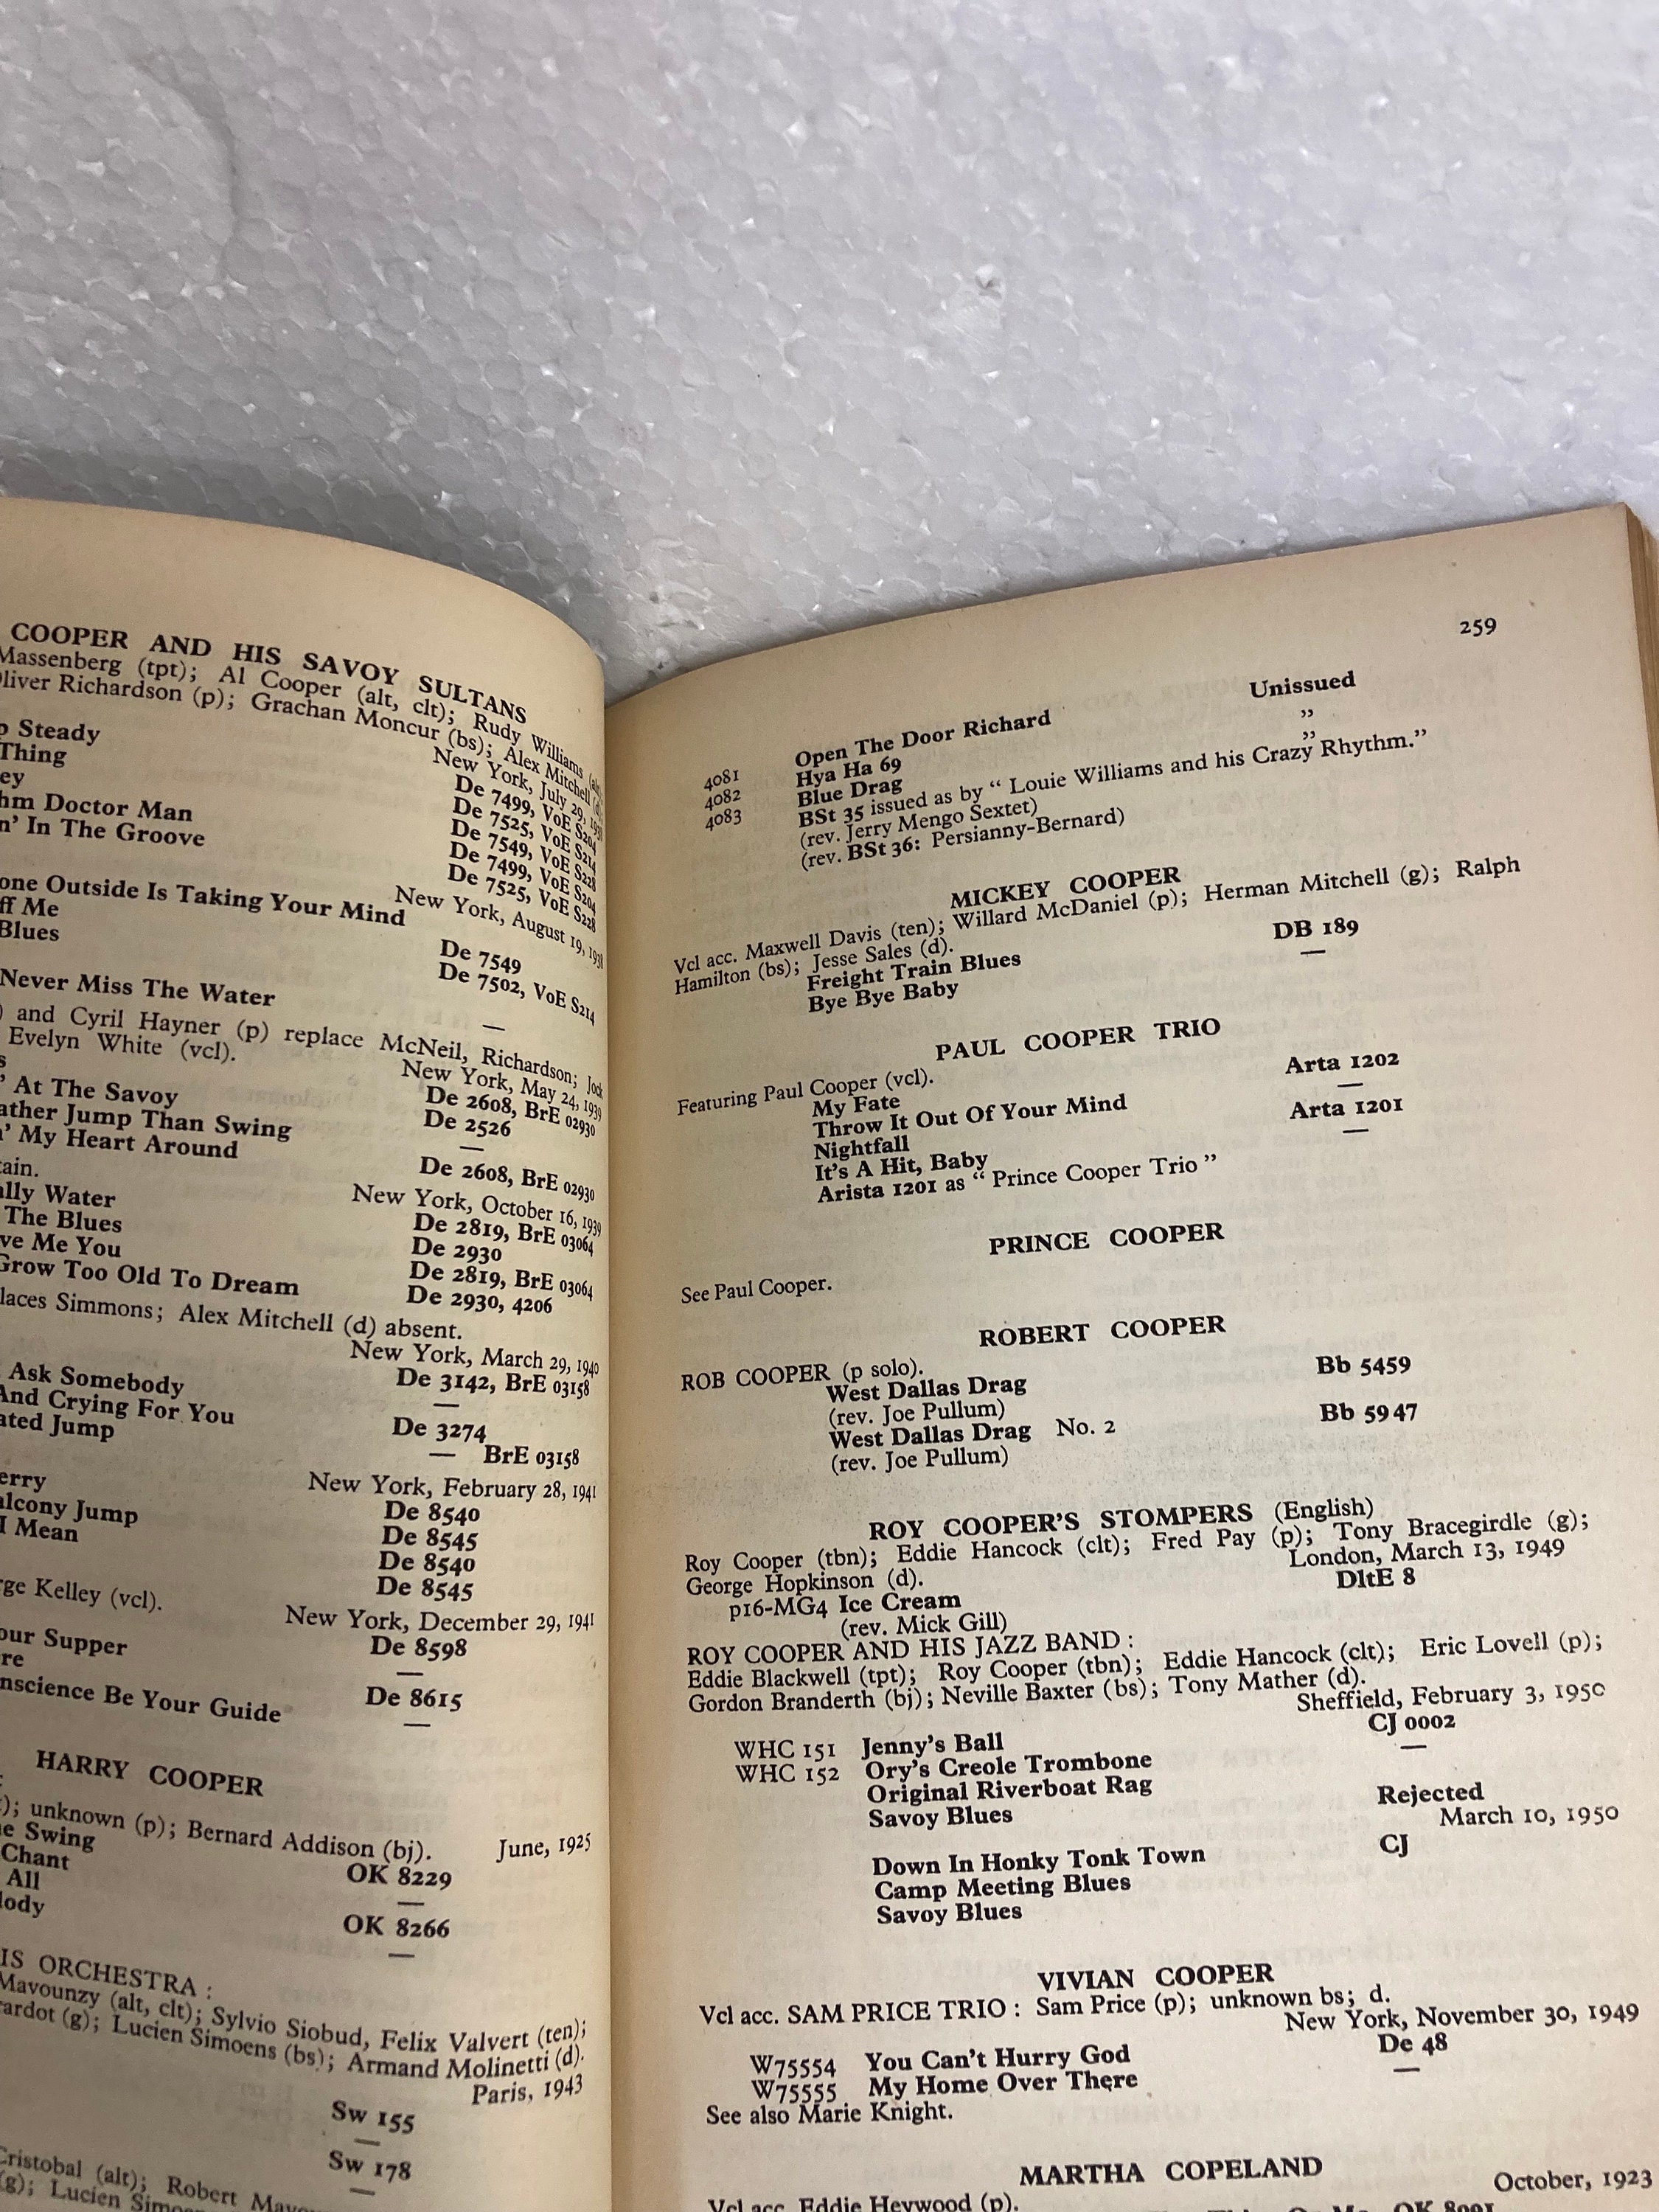 COOPER AND HIS SAVOY SULTANS
Massenberg (tpt); Al Cooper (alt, clt); Rudy Williams
Richardson (p); Grachan Moncur (bs); Alex Mitchell
New York, July 29, 1938
Steady De 7499, VoE S204
Thing De 7525, VoE S214
De 7549, VoE S228
Doctor Man De 7499, VoE S204
In The Groove De 7525, VoE S228
New York, August 19, 1938
Outside Is Taking Your Mind De 7549
Me De 7502, VoE S214
Blues —
Never Miss The Water
and Cyril Hayner (p) replace McNeil, Richardson;
Evelyn White (vcl).
New York, May 24, 1939
De 2608, BrE 02930
At The Savoy De 2526
Jump Than Swing —
My Heart Around De 2608, BrE 02930
New York, October 16, 1939
Water De 2819, BrE 03064
The Blues De 2930
Me You De 2819, BrE 03064
Grow Too Old To Dream De 2930, 4206
Simmons; Alex Mitchell (d) absent.
New York, March 29, 1940
Ask Somebody De 3142, BrE 03158
And Crying For You —
Jump De 3274
— BrE 03158
New York, February 28, 1941
De 8540
Jump De 8545
I Mean De 8540
De 8545
Kelley (vcl).
New York, December 29, 1941
Supper De 8598
—
Be Your Guide De 8615
—
HARRY COOPER
unknown (p); Bernard Addison (bj). June, 1925
Swing OK 8229
Chant —
All OK 8266
—
ORCHESTRA :
Mavounzy (alt, clt); Sylvio Siobud, Felix Valvert (ten);
(g); Lucien Simoens (bs); Armand Molinetti (d).
Paris, 1943
Sw 155
—
Sw 178
—
Cristobal (alt); Robert
(g); Lucien
259
Unissued
4081 Open The Door Richard ”
4082 Hya Ha 69 ”
4083 Blue Drag
BSt 35 issued as by “ Louie Williams and his Crazy Rhythm.”
(rev. Jerry Mengo Sextet)
(rev. BSt 36: Persianny-Bernard)
MICKEY COOPER
Vcl acc. Maxwell Davis (ten); Willard McDaniel (p); Herman Mitchell (g); Ralph
Hamilton (bs); Jesse Sales (d).
Freight Train Blues DB 189
Bye Bye Baby —
PAUL COOPER TRIO
Featuring Paul Cooper (vcl).
My Fate Arta 1202
Throw It Out Of Your Mind —
Nightfall Arta 1201
It’s A Hit, Baby —
Arista 1201 as “ Prince Cooper Trio ”
PRINCE COOPER
See Paul Cooper.
ROBERT COOPER
ROB COOPER (p solo).
West Dallas Drag Bb 5459
(rev. Joe Pullum)
West Dallas Drag No. 2 Bb 5947
(rev. Joe Pullum)
ROY COOPER’S STOMPERS (English)
Roy Cooper (tbn); Eddie Hancock (clt); Fred Pay (p); Tony Bracegirdle (g);
George Hopkinson (d). London, March 13, 1949
p16-MG4 Ice Cream DltE 8
(rev. Mick Gill)
ROY COOPER AND HIS JAZZ BAND :
Eddie Blackwell (tpt); Roy Cooper (tbn); Eddie Hancock (clt); Eric Lovell (p);
Gordon Branderth (bj); Neville Baxter (bs); Tony Mather (d).
Sheffield, February 3, 1950
WHC 151 Jenny’s Ball CJ 0002
WHC 152 Ory’s Creole Trombone —
Original Riverboat Rag
Savoy Blues Rejected
March 10, 1950
Down In Honky Tonk Town CJ
Camp Meeting Blues
Savoy Blues
VIVIAN COOPER
Vcl acc. SAM PRICE TRIO : Sam Price (p); unknown bs; d.
New York, November 30, 1949
W75554 You Can’t Hurry God De 48
W75555 My Home Over There —
See also Marie Knight.
MARTHA COPELAND
October, 1923
Vcl acc. Eddie Heywood (p).